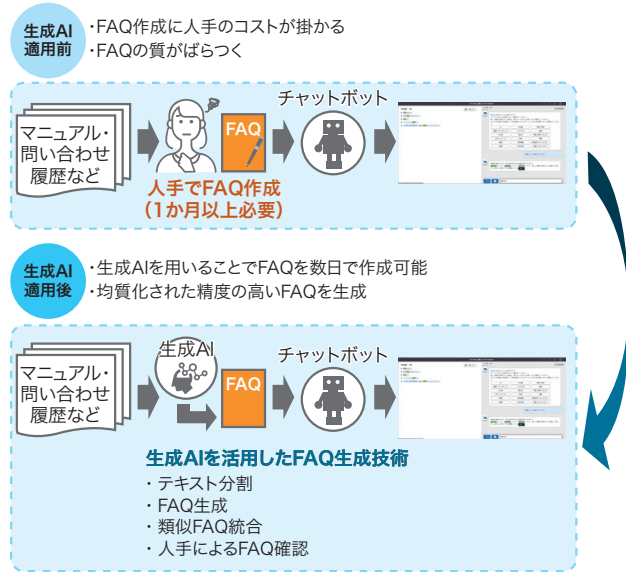 生成AI
適用前
・FAQ作成に人手のコストが掛かる
・FAQの質がばらつく
マニュアル・
問い合わせ
履歴など
FAQ
チャットボット
人手でFAQ作成
（1か月以上必要）
生成AI
適用後
・生成AIを用いることでFAQを数日で作成可能
・均質化された精度の高いFAQを生成
マニュアル・
問い合わせ
履歴など
生成AI
FAQ
チャットボット
生成AIを活用したFAQ生成技術
・テキスト分割
・FAQ生成
・類似FAQ統合
・人手によるFAQ確認